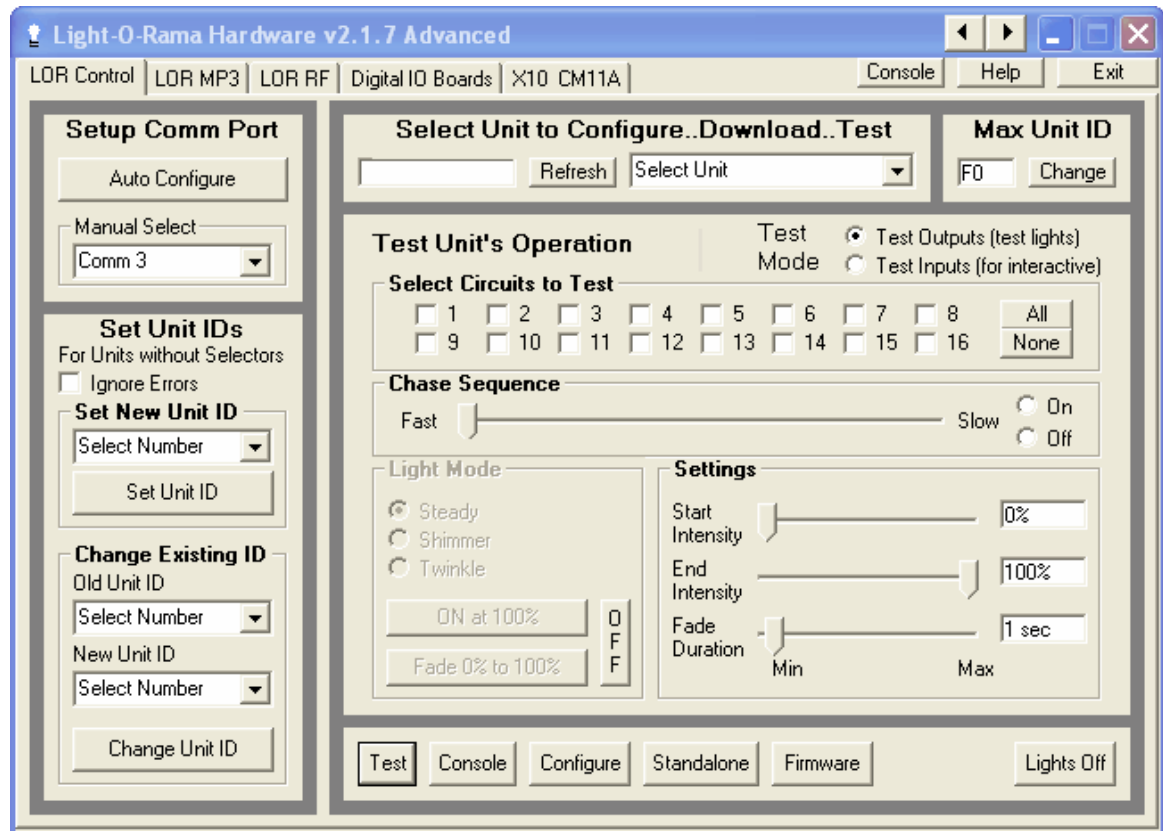 Light-O-Rama Hardware v2.1.7 Advanced
LOR Control LOR MP3 LOR RF Digital IO Boards X10 CM11A Console Help Exit
Setup Comm Port
Auto Configure
Manual Select
Comm 3
Set Unit IDs
For Units without Selectors
Ignore Errors
Set New Unit ID
Select Number
Set Unit ID
Change Existing ID
Old Unit ID
Select Number
New Unit ID
Select Number
Change Unit ID
Select Unit to Configure..Download..Test
Refresh Select Unit
Max Unit ID
F0 Change
Test Unit's Operation
Test Mode
Test Outputs (test lights)
Test Inputs (for interactive)
Select Circuits to Test
1 2 3 4 5 6 7 8 All
9 10 11 12 13 14 15 16 None
Chase Sequence
Fast Slow
On
Off
Light Mode
Steady
Shimmer
Twinkle
ON at 100%
Fade 0% to 100%
OFF
Settings
Start Intensity 0%
End Intensity 100%
Fade Duration 1 sec
Min Max
Test Console Configure Standalone Firmware Lights Off